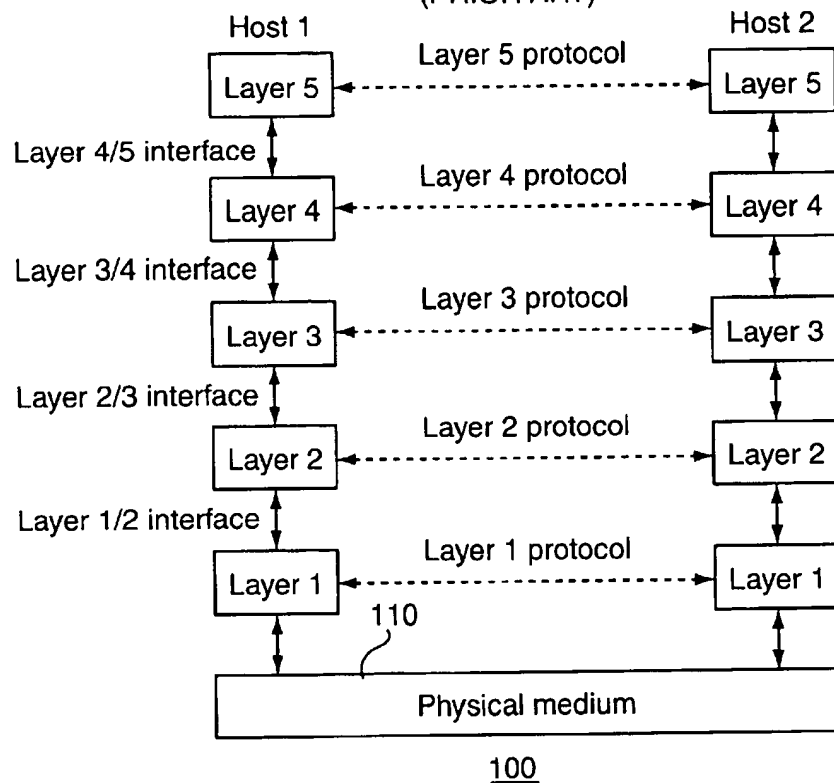 (PRIOR ART)
Host 1
Host 2
Layer 5 protocol
Layer 5
Layer 5
Layer 4/5 interface
Layer 4 protocol
Layer 4
Layer 4
Layer 3/4 interface
Layer 3 protocol
Layer 3
Layer 3
Layer 2/3 interface
Layer 2 protocol
Layer 2
Layer 2
Layer 1/2 interface
Layer 1 protocol
Layer 1
Layer 1
110
Physical medium
100